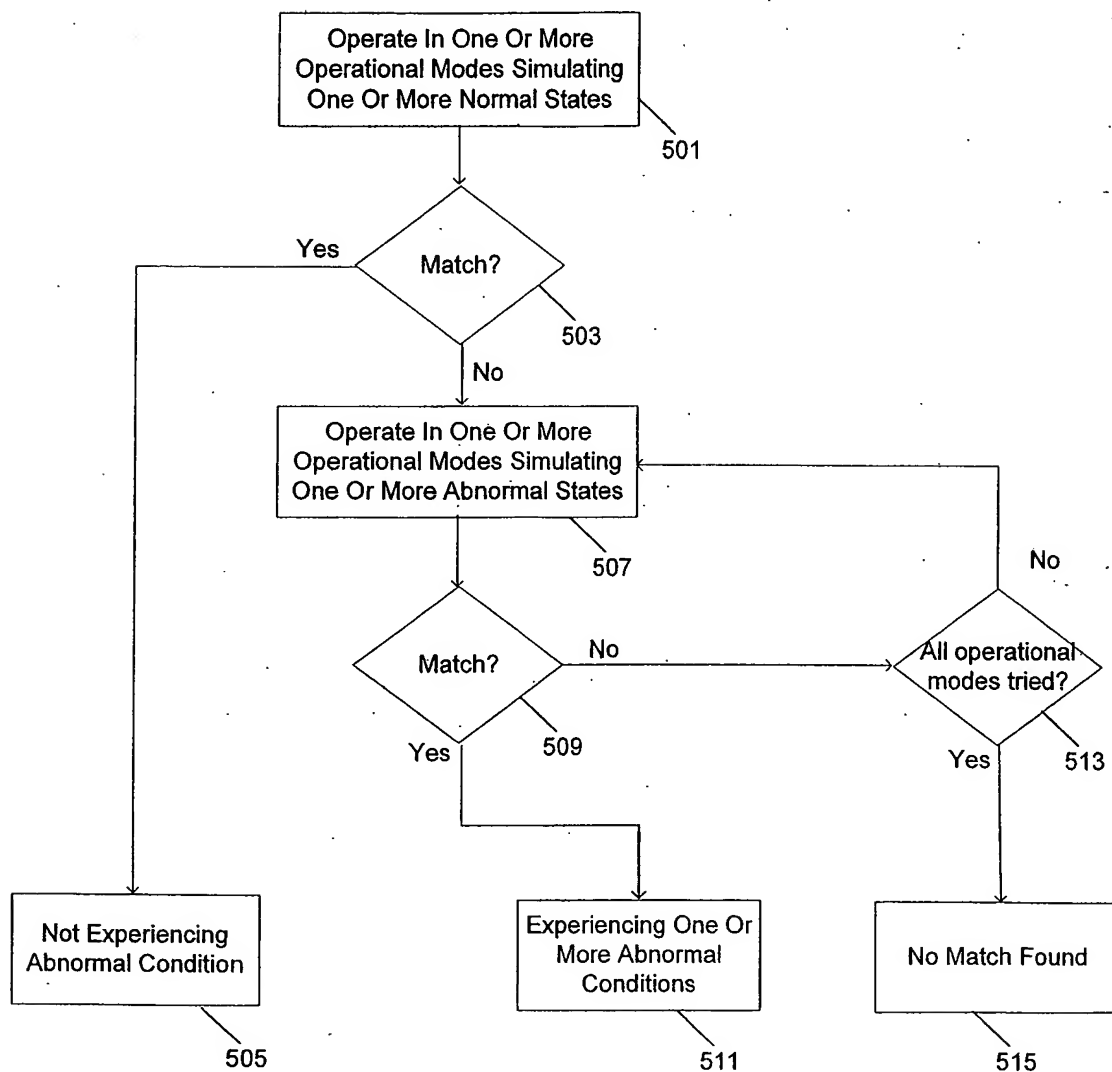 Operate In One Or More
Operational Modes Simulating
One Or More Normal States
501
Yes
Match?
503
No
Operate In One Or More
Operational Modes Simulating
One Or More Abnormal States
507
No
Match?
No
All operational
modes tried?
509
513
Yes
Yes
Not Experiencing
Abnormal Condition
Experiencing One Or
More Abnormal
Conditions
No Match Found
505
511
515